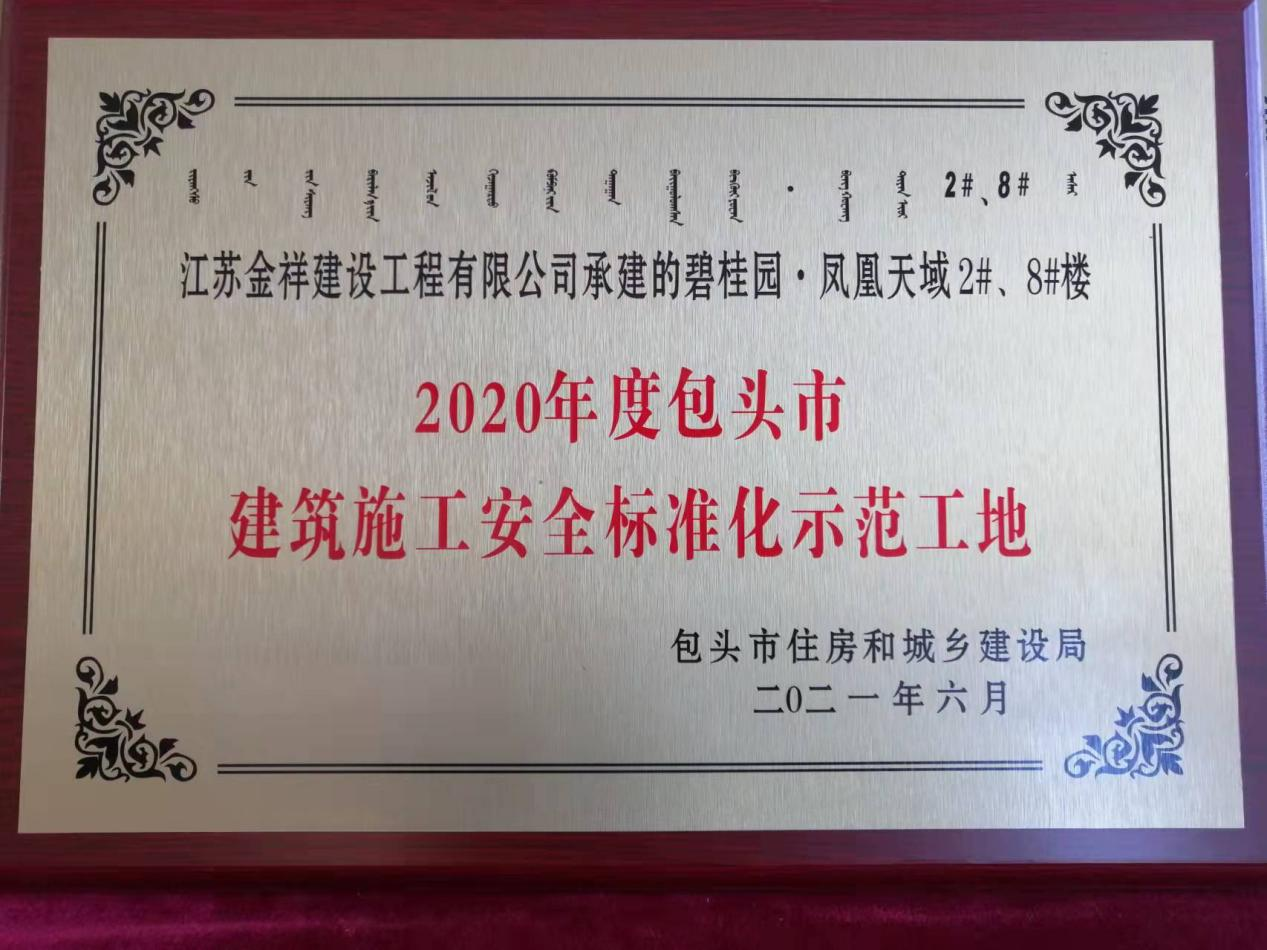 2#、8#
江苏金祥建设工程有限公司承建的碧桂园·凤凰天域2#、8#楼
2020年度包头市
建筑施工安全标准化示范工地
包头市住房和城乡建设局
二〇二一年六月